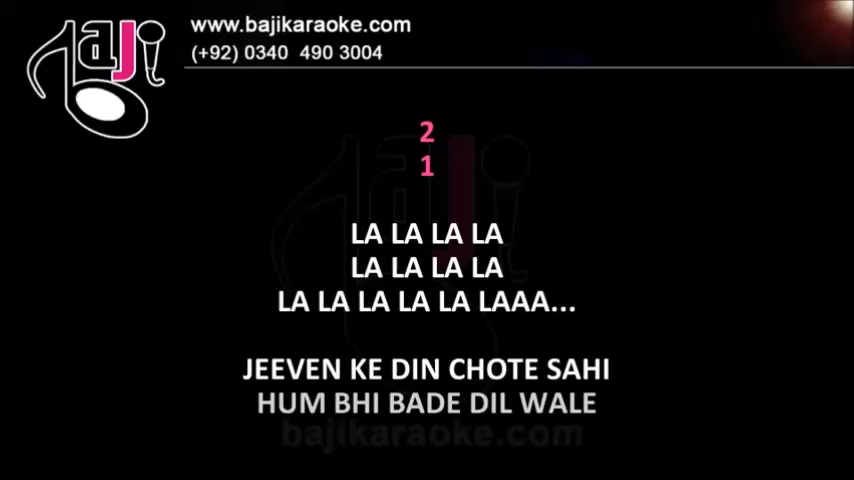 Baji
www.bajikaraoke.com
(+92) 0340 490 3004
2
1
LA LA LA LA
LA LA LA LA
LA LA LA LA LA LAAA...
JEEVEN KE DIN CHOTE SAHI
HUM BHI BADE DIL WALE
bajikaraoke.com